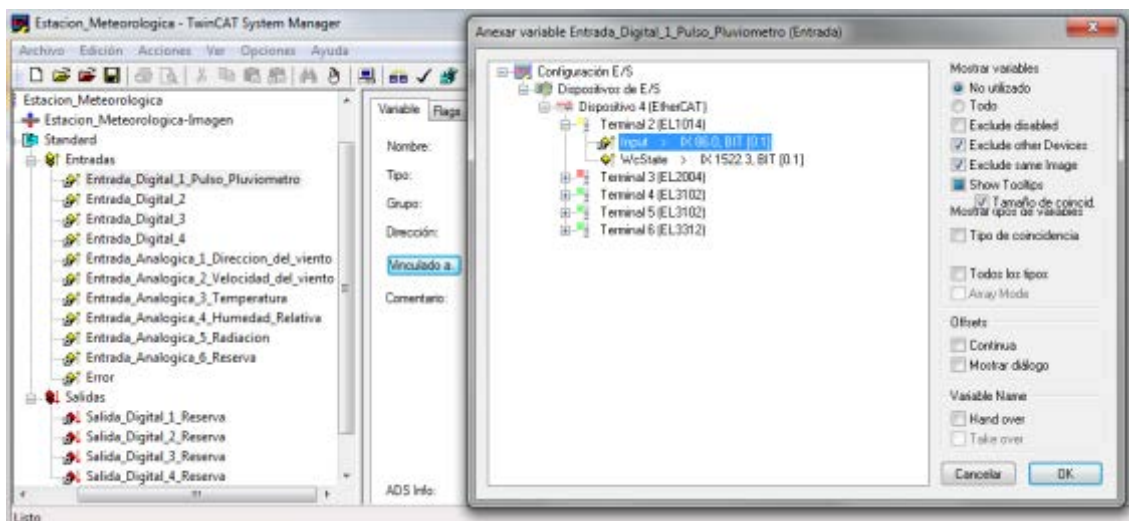 Estacion_Meteorologica - TwinCAT System Manager
Archivo Edición Acciones Ver Opciones Ayuda
Estacion_Meteorologica
Estacion_Meteorologica-Imagen
Standard
Entradas
Entrada_Digital_1_Pulso_Pluviometro
Entrada_Digital_2
Entrada_Digital_3
Entrada_Digital_4
Entrada_Analogica_1_Direccion_del_viento
Entrada_Analogica_2_Velocidad_del_viento
Entrada_Analogica_3_Temperatura
Entrada_Analogica_4_Humedad_Relativa
Entrada_Analogica_5_Radiacion
Entrada_Analogica_6_Reserva
Error
Salidas
Salida_Digital_1_Reserva
Salida_Digital_2_Reserva
Salida_Digital_3_Reserva
Salida_Digital_4_Reserva
Listo
Variable Flags
Nombre:
Tipo:
Grupo:
Dirección:
Vinculado a.
Comentario:
ADS Info:
Anexar variable Entrada_Digital_1_Pulso_Pluviometro (Entrada)
Configuración E/S
Dispositivos de E/S
Dispositivo 4 (EtherCAT)
Terminal 2 (EL1014)
Input > IX 86.0, BIT [0.1]
WcState > IX 1522.3, BIT [0.1]
Terminal 3 (EL2004)
Terminal 4 (EL3102)
Terminal 5 (EL3102)
Terminal 6 (EL3312)
Mostrar variables
No utilizado
Todo
Exclude disabled
Exclude other Devices
Exclude same Image
Show Tooltips
Tamaño de coincid.
Mostrar tipos de variables
Tipo de coincidencia
Todos los tipos
Array Mode
Offsets
Continua
Mostrar diálogo
Variable Name
Hand over
Take over
Cancelar OK